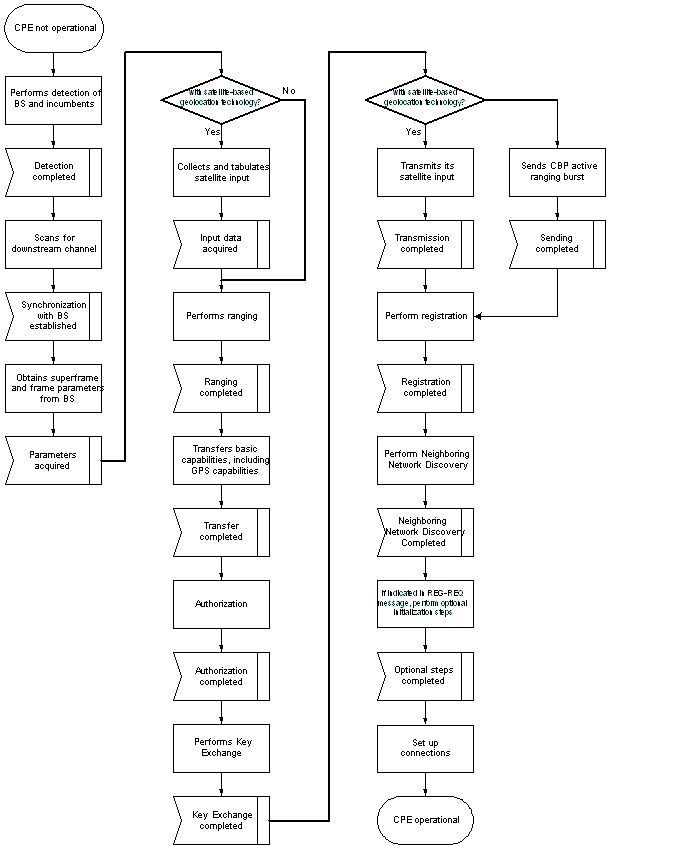 CPE not operational
Performs detection of
BS and incumbents
Detection
completed
Scans for
downstream channel
Synchronization
with BS
established
Obtains superframe
and frame parameters
from BS
Parameters
acquired
With satellite-based
geolocation technology?
No
Yes
Collects and tabulates
satellite input
Input data
acquired
Performs ranging
Ranging
completed
Transfers basic
capabilities, including
GPS capabilities
Transfer
completed
Authorization
Authorization
completed
Performs Key
Exchange
Key Exchange
completed
With satellite-based
geolocation technology?
Yes
Transmits its
satellite input
Sends CBP active
ranging burst
Transmission
completed
Sending
completed
Perform registration
Registration
completed
Perform Neighboring
Network Discovery
Neighboring
Network Discovery
Completed
If indicated in REG-REQ
message, perform optional
initialization steps
Optional steps
completed
Set up
connections
CPE operational